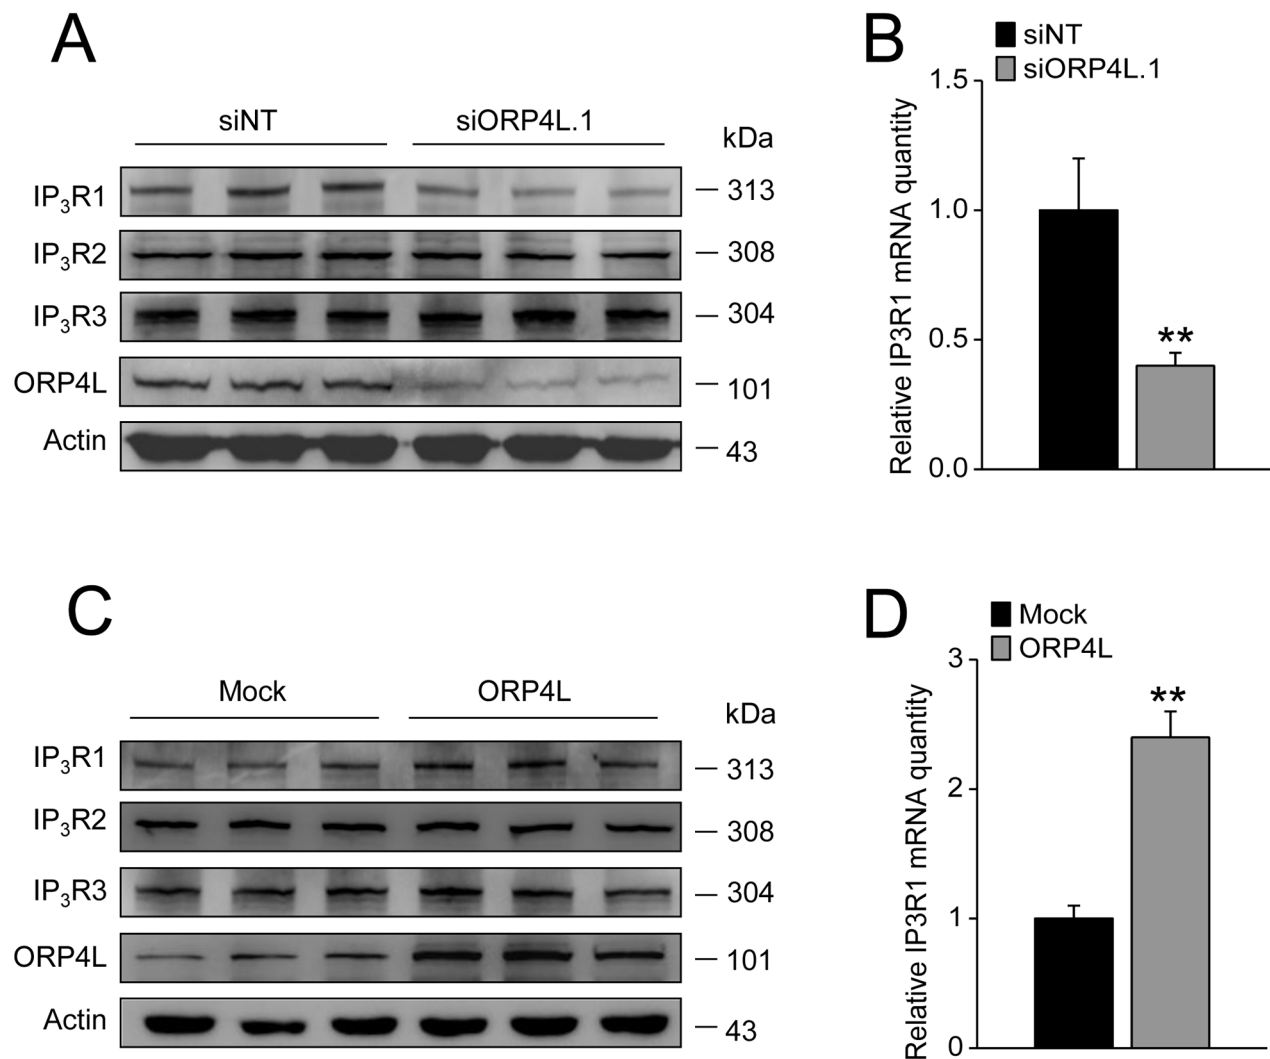 A
siNT siORP4L.1
kDa
IP3R1 313
IP3R2 308
IP3R3 304
ORP4L 101
Actin 43
B
siNT
siORP4L.1
Relative IP3R1 mRNA quantity
1.5
1.0
0.5
0.0
**
C
Mock ORP4L
kDa
IP3R1 313
IP3R2 308
IP3R3 304
ORP4L 101
Actin 43
D
Mock
ORP4L
Relative IP3R1 mRNA quantity
3
2
1
0
**